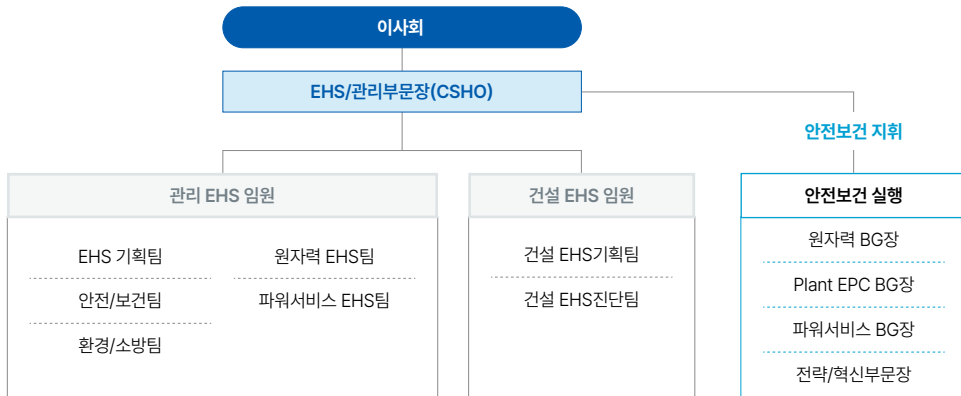 이사회
EHS/관리부문장(CSHO)
안전보건 지휘
관리 EHS 임원
EHS 기획팀
안전/보건팀
환경/소방팀
원자력 EHS팀
파워서비스 EHS팀
건설 EHS 임원
건설 EHS기획팀
건설 EHS진단팀
안전보건 실행
원자력 BG장
Plant EPC BG장
파워서비스 BG장
전략/혁신부문장